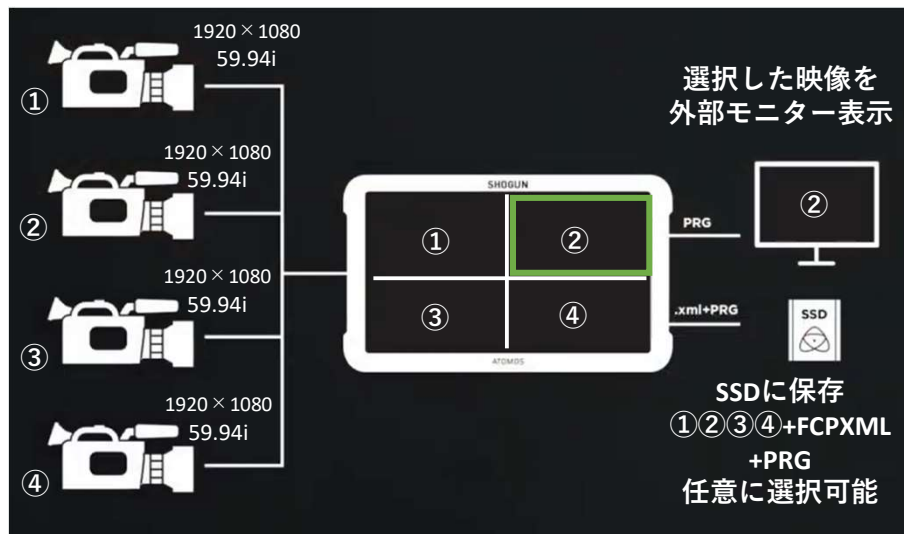 1920×1080
59.94i
①
1920×1080
59.94i
②
1920×1080
59.94i
③
1920×1080
59.94i
④
SHOGUN
①
②
③
④
ATOMOS
選択した映像を
外部モニター表示
PRG
②
.xml+PRG
SSD
SSDに保存
①②③④+FCPXML
+PRG
任意に選択可能